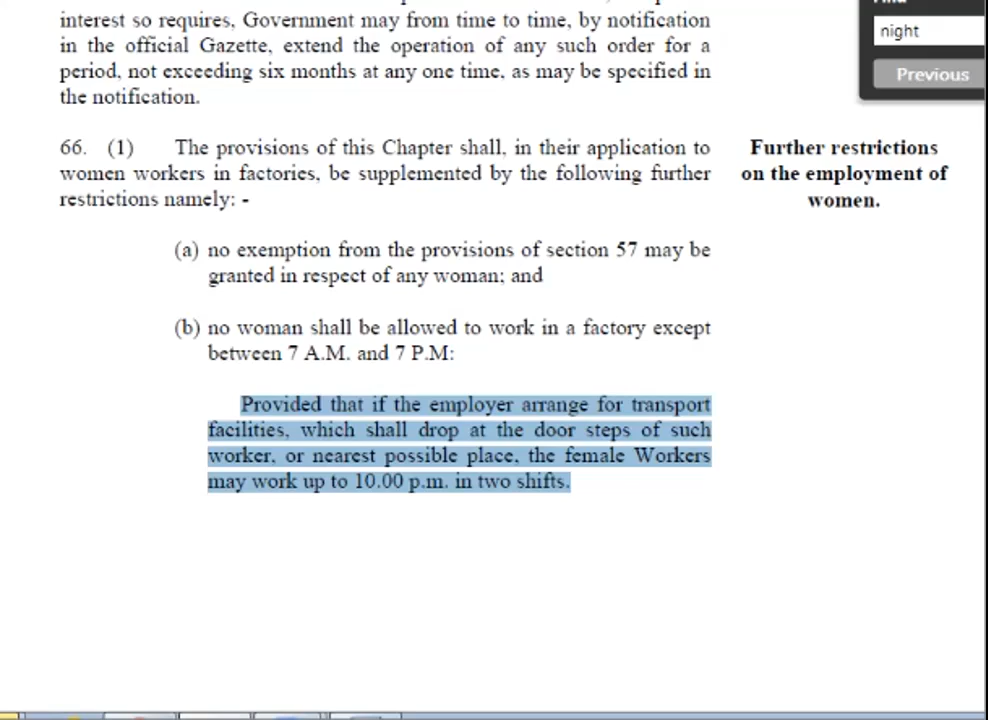 interest so requires, Government may from time to time, by notification
in the official Gazette, extend the operation of any such order for a
period, not exceeding six months at any one time, as may be specified in
the notification.
66. (1) The provisions of this Chapter shall, in their application to
women workers in factories, be supplemented by the following further
restrictions namely: -
Further restrictions
on the employment of
women.
(a) no exemption from the provisions of section 57 may be
granted in respect of any woman; and
(b) no woman shall be allowed to work in a factory except
between 7 A.M. and 7 P.M:
Provided that if the employer arrange for transport
facilities, which shall drop at the door steps of such
worker, or nearest possible place, the female Workers
may work up to 10.00 p.m. in two shifts.
night
Previous